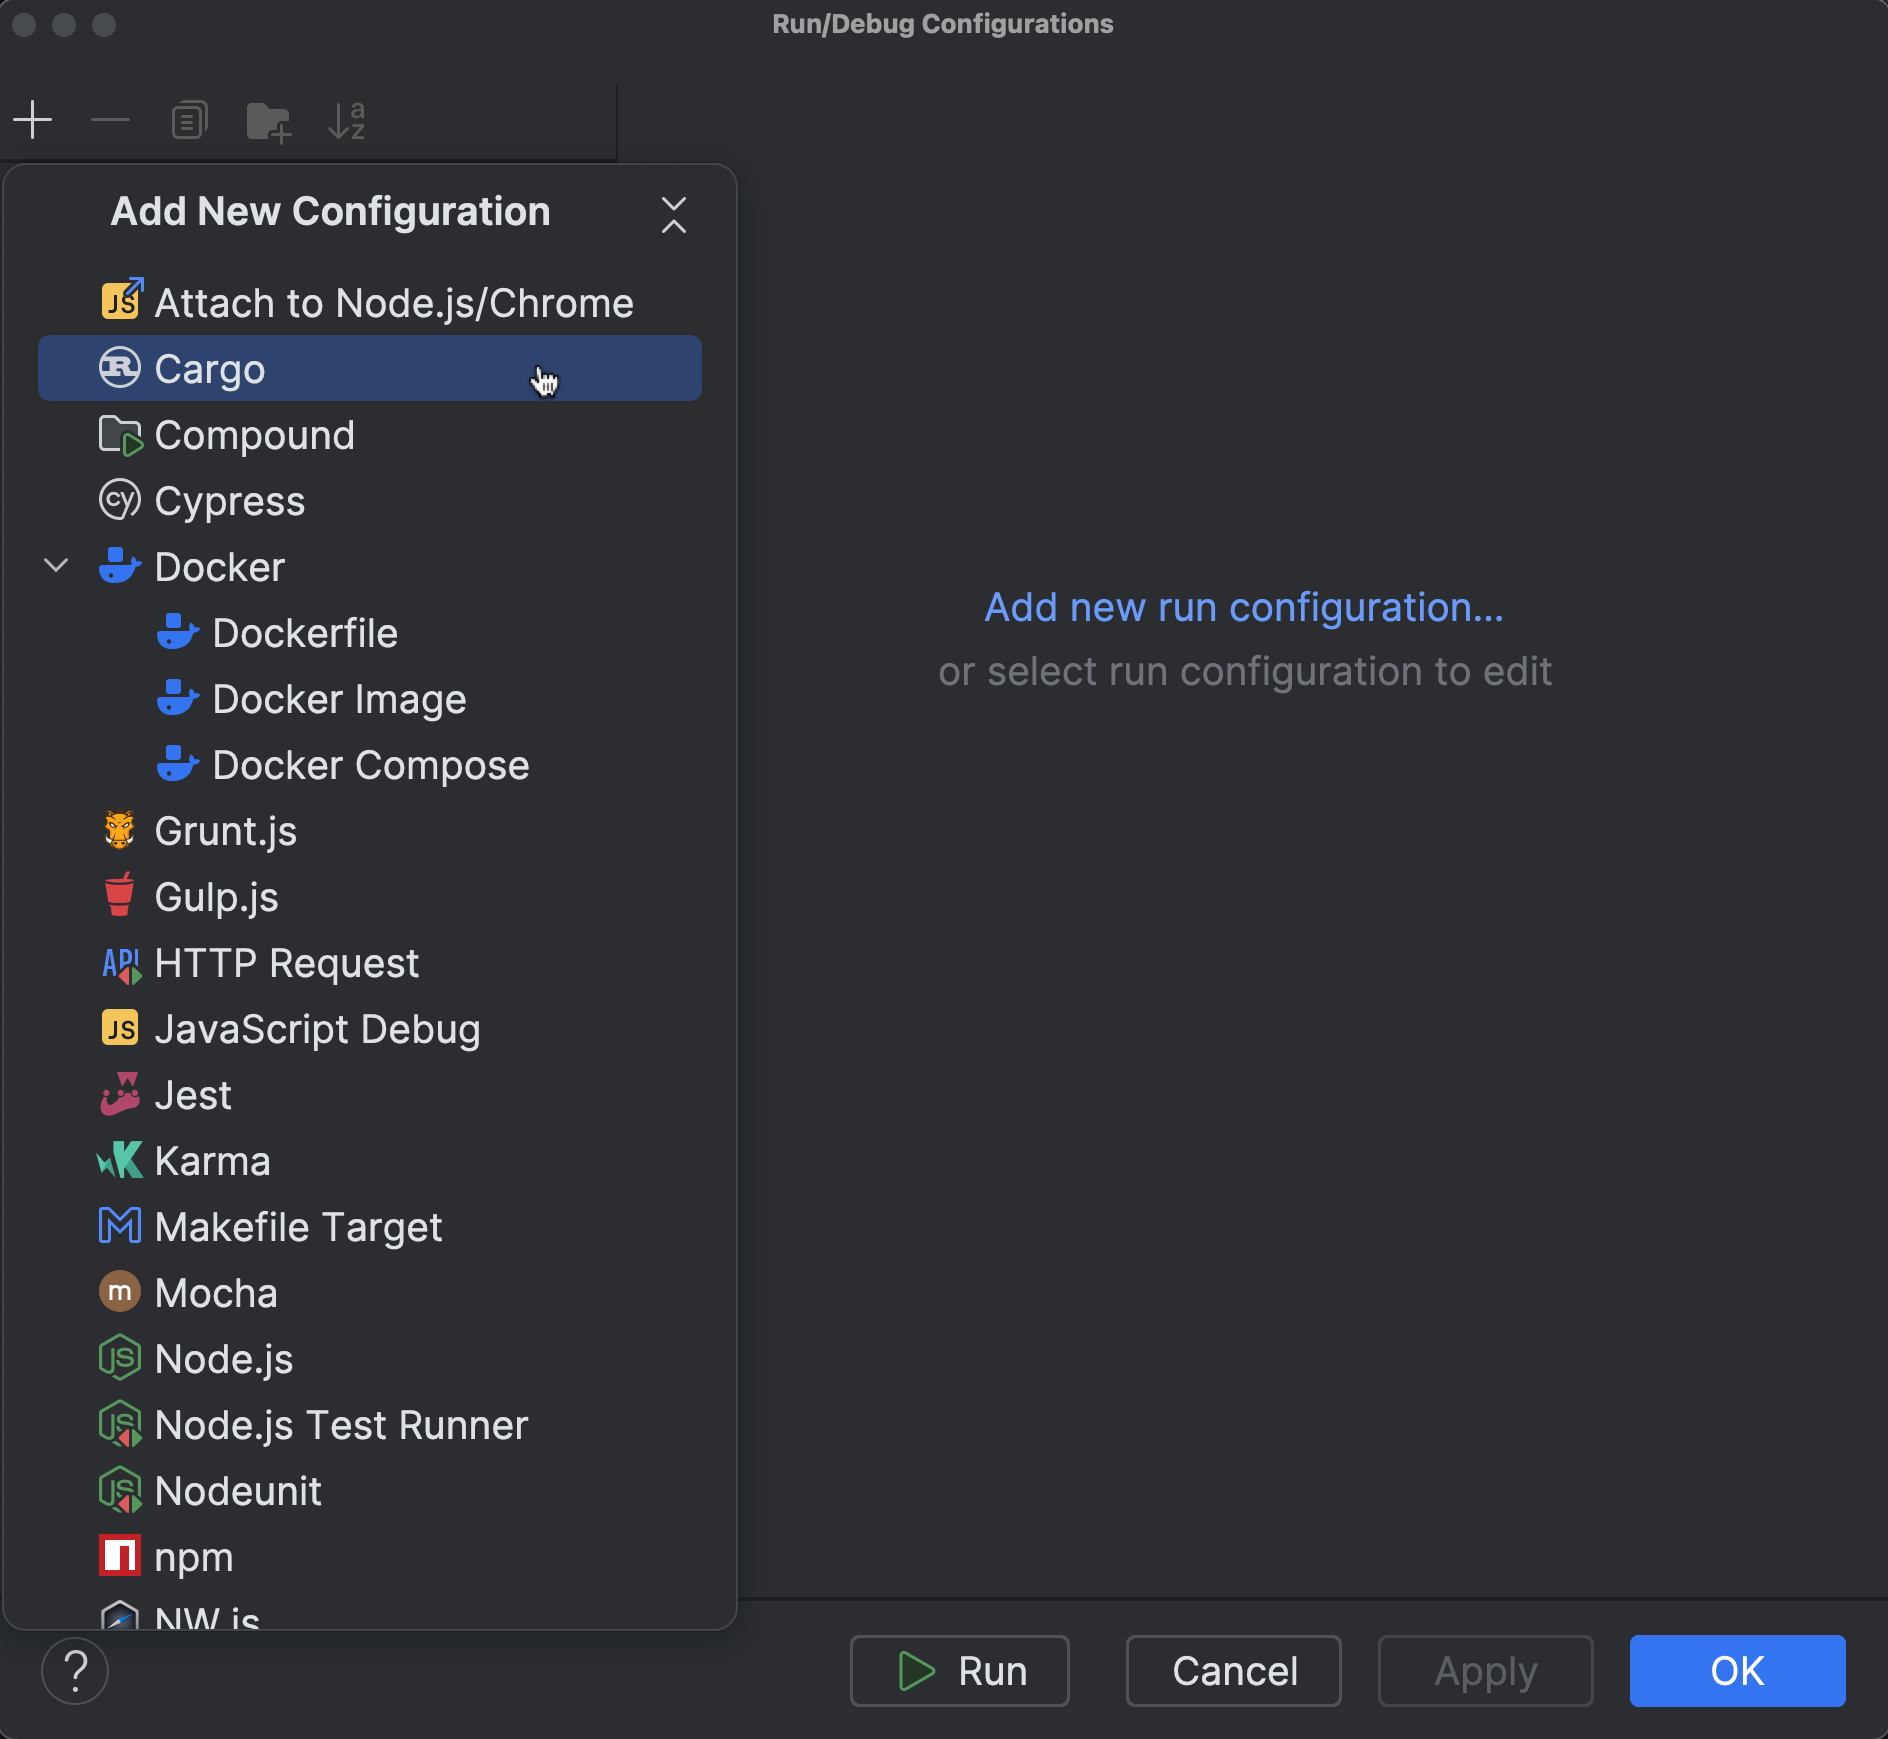 Run/Debug Configurations
Add New Configuration
Attach to Node.js/Chrome
Cargo
Compound
Cypress
Docker
Dockerfile
Docker Image
Docker Compose
Grunt.js
Gulp.js
HTTP Request
JavaScript Debug
Jest
Karma
Makefile Target
Mocha
Node.js
Node.js Test Runner
Nodeunit
npm
NW.js
Add new run configuration...
or select run configuration to edit
?
Run
Cancel
Apply
OK